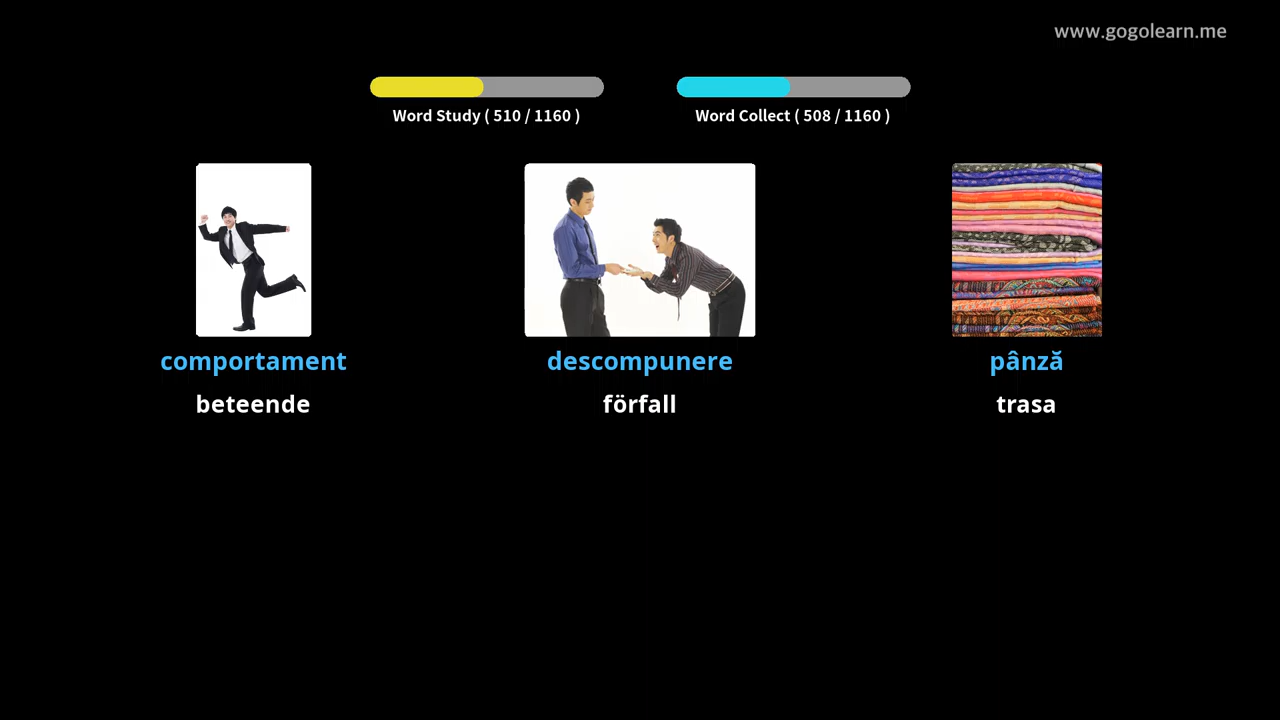 www.gogolearn.me
Word Study ( 510 / 1160 )
Word Collect ( 508 / 1160 )
comportament
descompunere
pânză
beteende
förfall
trasa